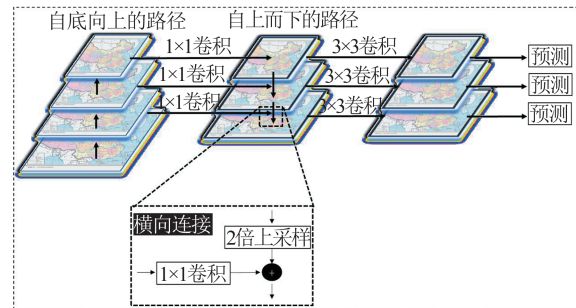 自底向上的路径 自上而下的路径
1×1卷积 3×3卷积 预测
1×1卷积 3×3卷积 预测
1×1卷积 3×3卷积 预测
横向连接
2倍上采样
1×1卷积 +